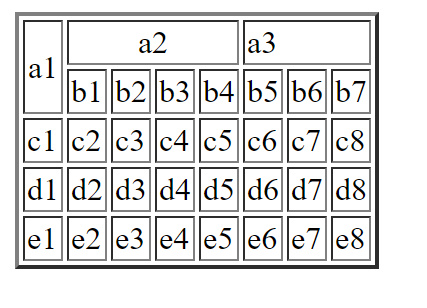 a1 a2 a3
b1 b2 b3 b4 b5 b6 b7
c1 c2 c3 c4 c5 c6 c7 c8
d1 d2 d3 d4 d5 d6 d7 d8
e1 e2 e3 e4 e5 e6 e7 e8